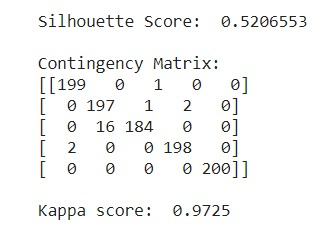 Silhouette Score:  0.5206553
Contingency Matrix:
[[199   0   1   0   0]
[  0 197   1   2   0]
[  0  16 184   0   0]
[  2   0   0 198   0]
[  0   0   0   0 200]]
Kappa score:  0.9725